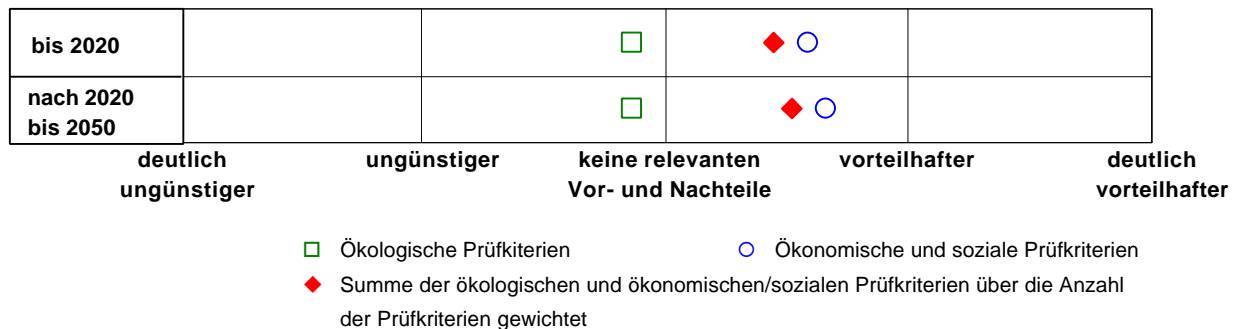 bis 2020
nach 2020
bis 2050
deutlich ungünstiger keine relevanten vorteilhafter deutlich
ungünstiger Vor- und Nachteile vorteilhafter
Ökologische Prüfkiterien Ökonomische und soziale Prüfkriterien
Summe der ökologischen und ökonomischen/sozialen Prüfkriterien über die Anzahl
der Prüfkriterien gewichtet